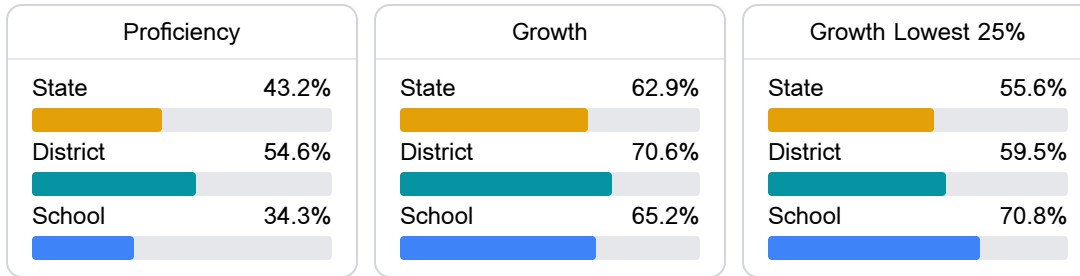 Proficiency
State 43.2%
District 54.6%
School 34.3%
Growth
State 62.9%
District 70.6%
School 65.2%
Growth Lowest 25%
State 55.6%
District 59.5%
School 70.8%